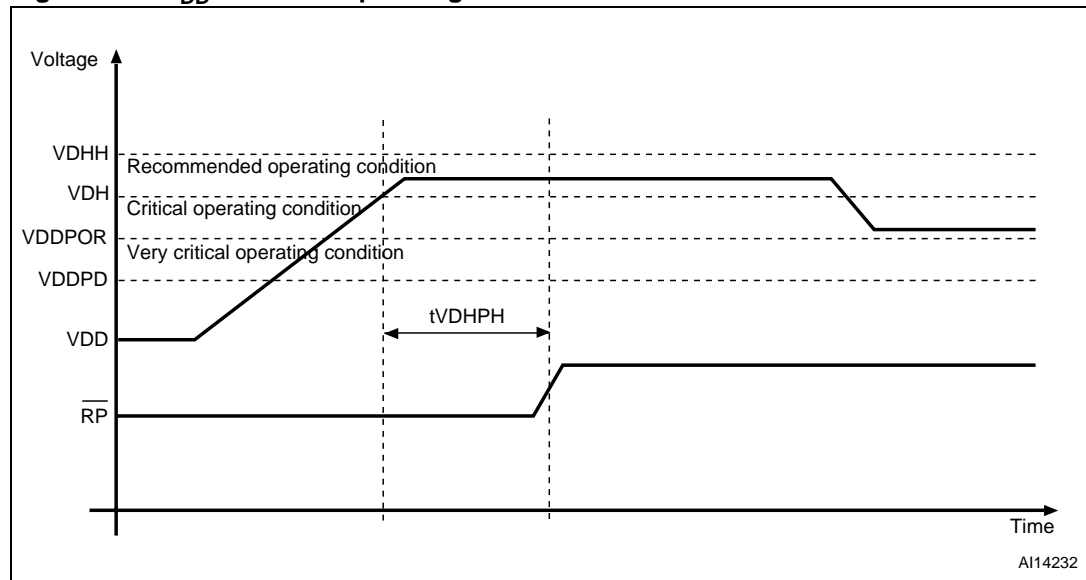 Voltage
VDHH
Recommended operating condition
VDH
Critical operating condition
VDDPOR
Very critical operating condition
VDDPD
tVDHPH
VDD
RP
Time
AI14232